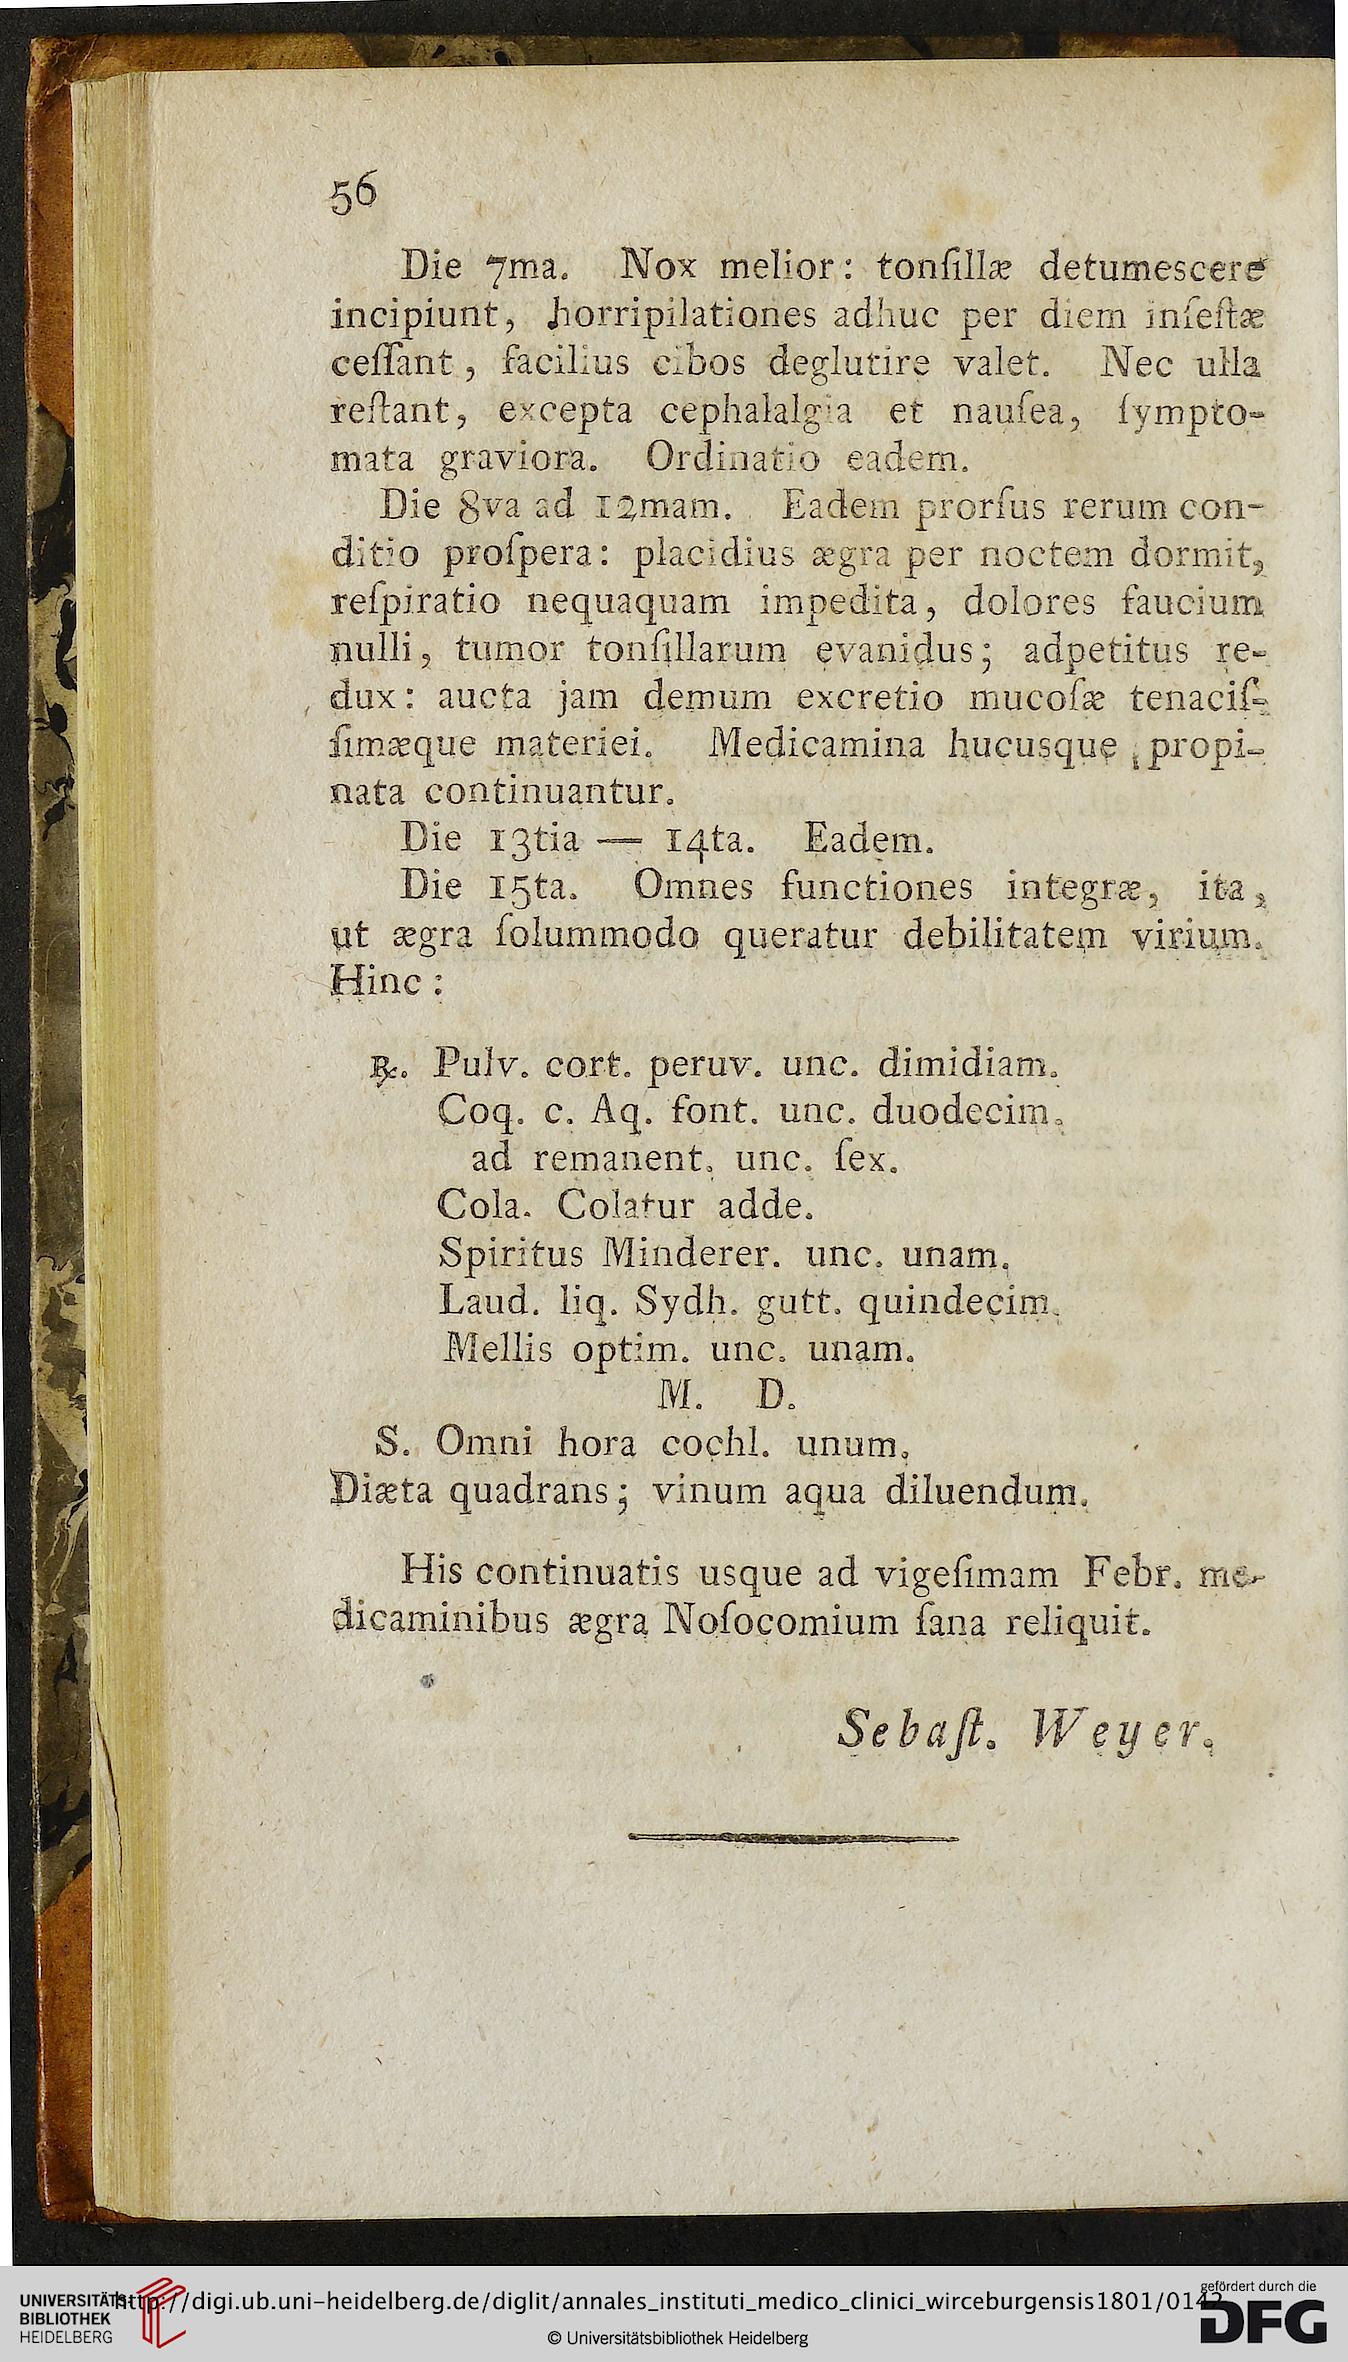 56
Die 7ma. Nox melior: tonſillæ detumescere
incipiunt, horripilationes adhuc per diem infeſtæ
ceſſant, facilius cibos deglutire valet. Nec ulla
reſtant, excepta cephalalgia et nauſea, ſympto-
mata graviora. Ordinatio eadem.
Die 8va ad 12mam. Eadem prorſus rerum con-
ditio proſpera: placidius ægra per noctem dormit,
reſpiratio nequaquam impedita, dolores faucium
nulli, tumor tonſillarum evanidus; adpetitus re-
dux: aucta jam demum excretio mucoſæ tenaciſ-
ſimæque materiei. Medicamina hucusque propi-
nata continuantur.
Die 13tia — 14ta. Eadem.
Die 15ta. Omnes functiones integræ, ita,
ut ægra ſolummodo queratur debilitatem virium.
Hinc:
℞. Pulv. cort. peruv. unc. dimidiam.
Coq. c. Aq. font. unc. duodecim.
ad remanent. unc. ſex.
Cola. Colatur adde.
Spiritus Minderer. unc. unam.
Laud. liq. Sydh. gutt. quindecim.
Mellis optim. unc. unam.
M. D.
S. Omni hora cochl. unum.
Diæta quadrans; vinum aqua diluendum.
His continuatis usque ad vigeſimam Febr. me-
dicaminibus ægra Noſocomium ſana reliquit.
Sebaſt. Weyer.
UNIVERSITÄTS-
BIBLIOTHEK
HEIDELBERG
http://digi.ub.uni-heidelberg.de/diglit/annales_instituti_medico_clinici_wirceburgensis1801/0142
© Universitätsbibliothek Heidelberg
gefördert durch die
DFG